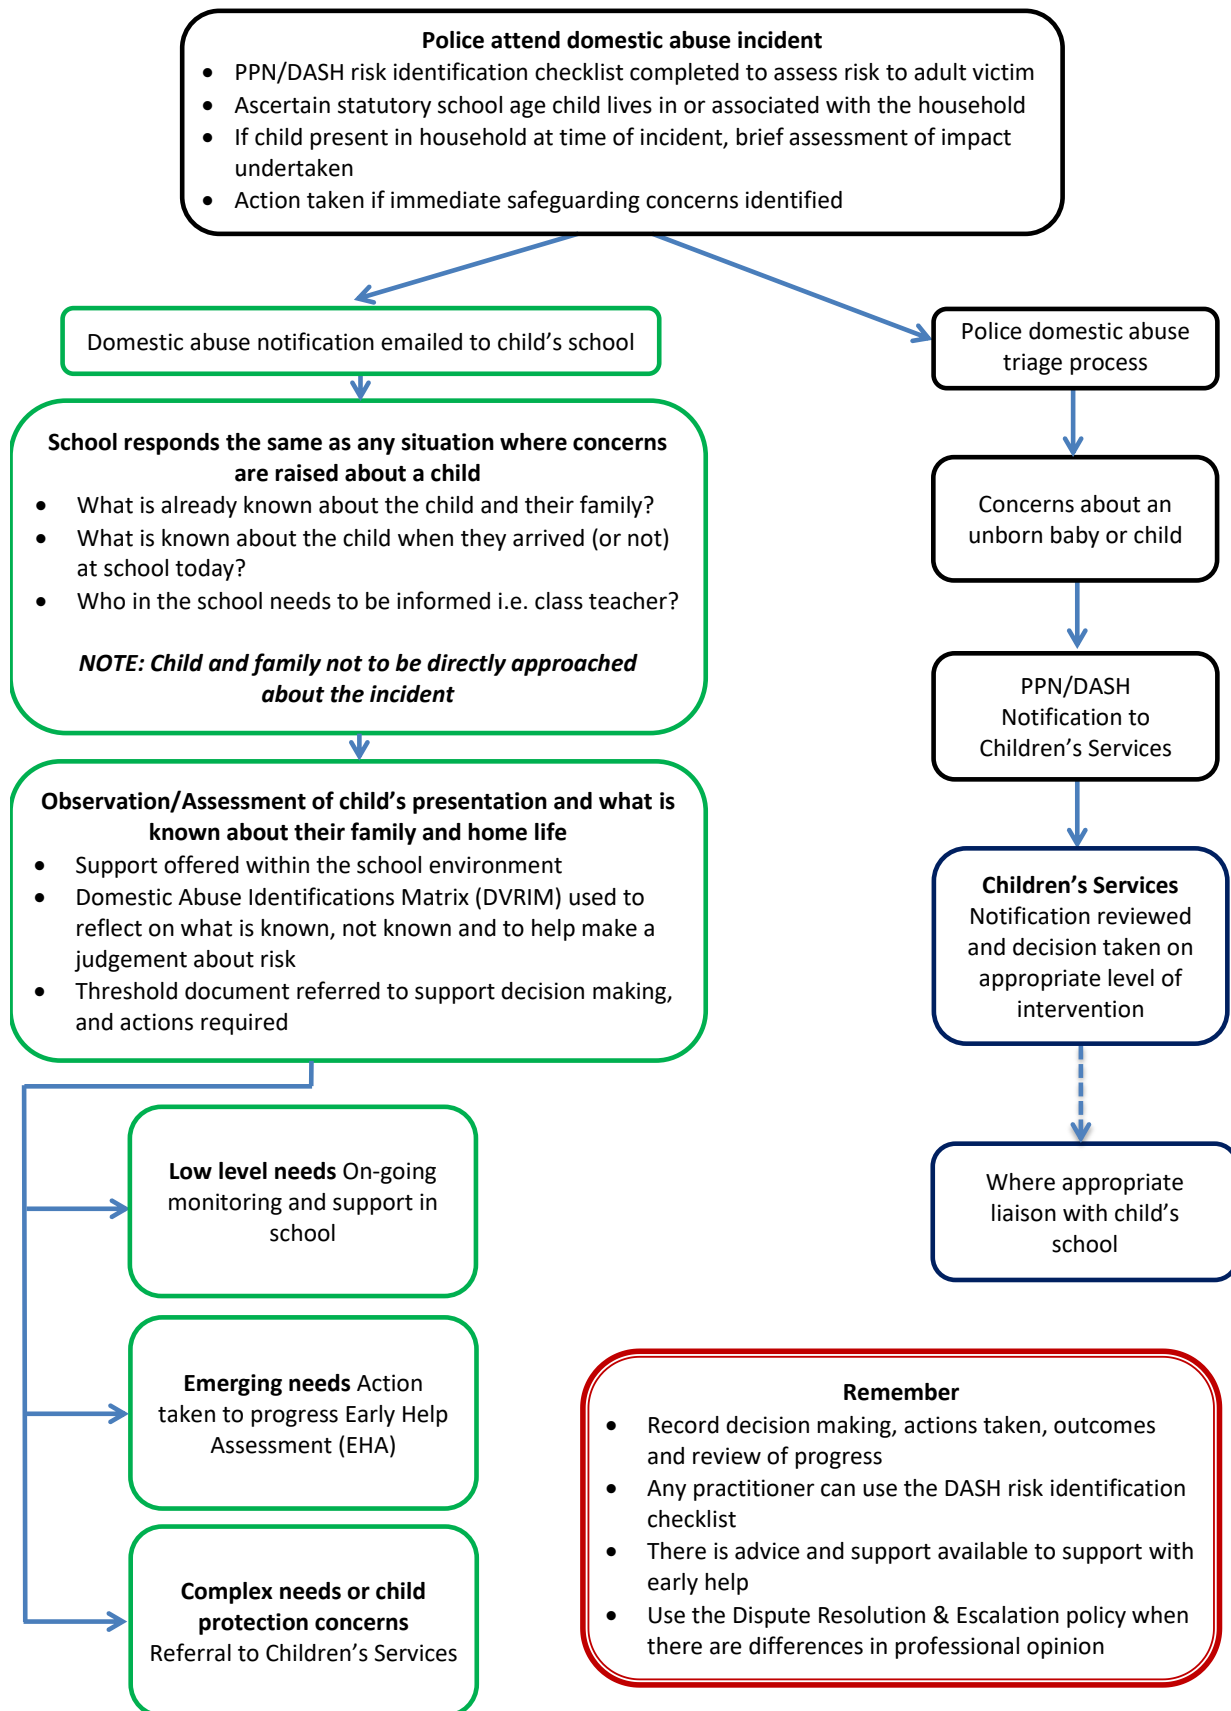 Police attend domestic abuse incident
• PPN/DASH risk identification checklist completed to assess risk to adult victim
• Ascertain statutory school age child lives in or associated with the household
• If child present in household at time of incident, brief assessment of impact
undertaken
• Action taken if immediate safeguarding concerns identified
Domestic abuse notification emailed to child’s school
School responds the same as any situation where concerns
are raised about a child
• What is already known about the child and their family?
• What is known about the child when they arrived (or not)
at school today?
• Who in the school needs to be informed i.e. class teacher?
NOTE: Child and family not to be directly approached
about the incident
Observation/Assessment of child’s presentation and what is
known about their family and home life
• Support offered within the school environment
• Domestic Abuse Identifications Matrix (DVRIM) used to
reflect on what is known, not known and to help make a
judgement about risk
• Threshold document referred to support decision making,
and actions required
Low level needs On-going
monitoring and support in
school
Emerging needs Action
taken to progress Early Help
Assessment (EHA)
Complex needs or child
protection concerns
Referral to Children’s Services
Police domestic abuse
triage process
Concerns about an
unborn baby or child
PPN/DASH
Notification to
Children’s Services
Children’s Services
Notification reviewed
and decision taken on
appropriate level of
intervention
Where appropriate
liaison with child’s
school
Remember
• Record decision making, actions taken, outcomes
and review of progress
• Any practitioner can use the DASH risk identification
checklist
• There is advice and support available to support with
early help
• Use the Dispute Resolution & Escalation policy when
there are differences in professional opinion